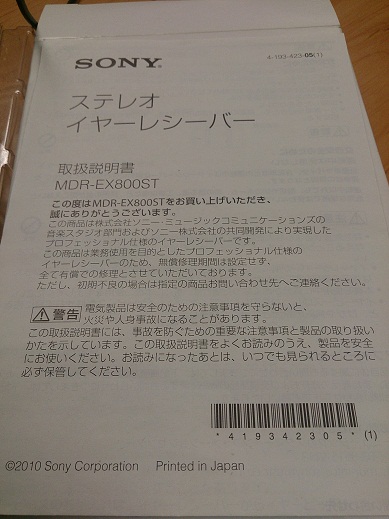 SONY
4-193-423-05(1)
ステレオ
イヤーレシーバー
取扱説明書
MDR-EX800ST
この度はMDR-EX800STをお買い上げいただき、
誠にありがとうございます。
この商品は株式会社ソニー・ミュージックコミュニケーションズの
音楽スタジオ部門およびソニー株式会社の共同開発により実現した
プロフェッショナル仕様のイヤーレシーバーです。
この商品は業務使用を目的としたプロフェッショナル仕様の
イヤーレシーバーのため、無償修理期間は設定せず、
全て有償での修理とさせていただいております。
ただし、初期不良の場合は指定の商品お問い合わせ先へご連絡ください。
警告 電気製品は安全のための注意事項を守らないと、
火災や人身事故になることがあります。
この取扱説明書には、事故を防ぐための重要な注意事項と製品の取り扱い
かたを示しています。この取扱説明書をよくお読みのうえ、製品を安全
にお使いください。お読みになったあとは、いつでも見られるところに
必ず保管してください。
*419342305*(1)
©2010 Sony Corporation Printed in Japan